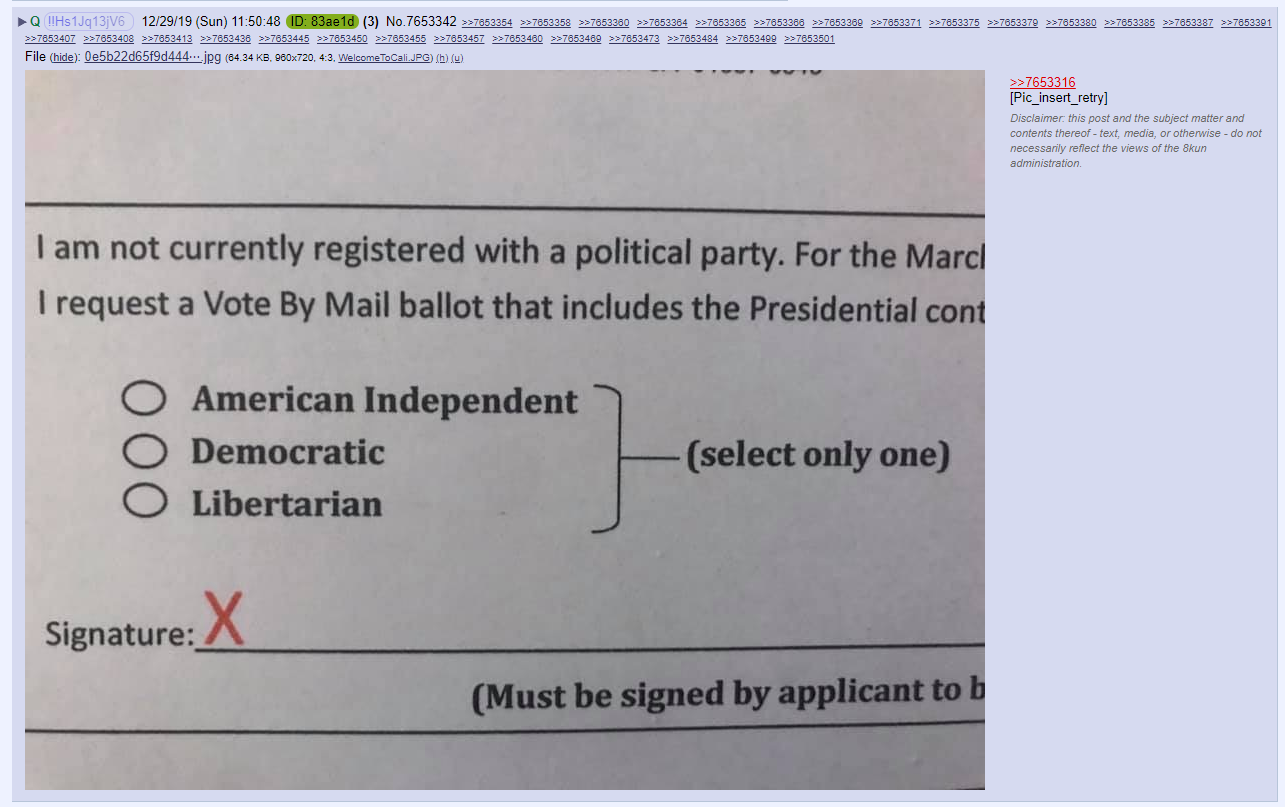 ▶ Q !!Hs1Jq13jV6 12/29/19 (Sun) 11:50:48 ID: 83ae1d (3) No.7653342 >>7653354 >>7653358 >>7653360 >>7653364 >>7653365 >>7653366 >>7653369 >>7653371 >>7653375 >>7653379 >>7653380 >>7653385 >>7653387 >>7653391
>>7653407 >>7653408 >>7653413 >>7653436 >>7653445 >>7653450 >>7653455 >>7653457 >>7653460 >>7653469 >>7653473 >>7653484 >>7653499 >>7653501
File (hide): 0e5b22d65f9d444⋯.jpg (64.34 KB, 960x720, 4:3, WelcomeToCali.JPG) (h) (u)
>>7653316
[Pic_insert_retry]
Disclaimer: this post and the subject matter and
contents thereof - text, media, or otherwise - do not
necessarily reflect the views of the 8kun
administration.
I am not currently registered with a political party. For the March
I request a Vote By Mail ballot that includes the Presidential cont
American Independent
Democratic
Libertarian
(select only one)
Signature: X
(Must be signed by applicant to b